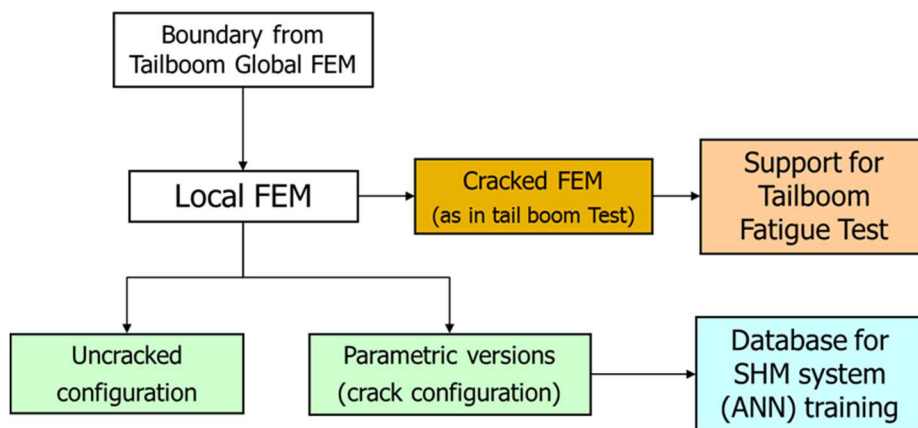 Boundary from
Tailboom Global FEM
Local FEM
Cracked FEM
(as in tail boom Test)
Support for
Tailboom
Fatigue Test
Uncracked
configuration
Parametric versions
(crack configuration)
Database for
SHM system
(ANN) training